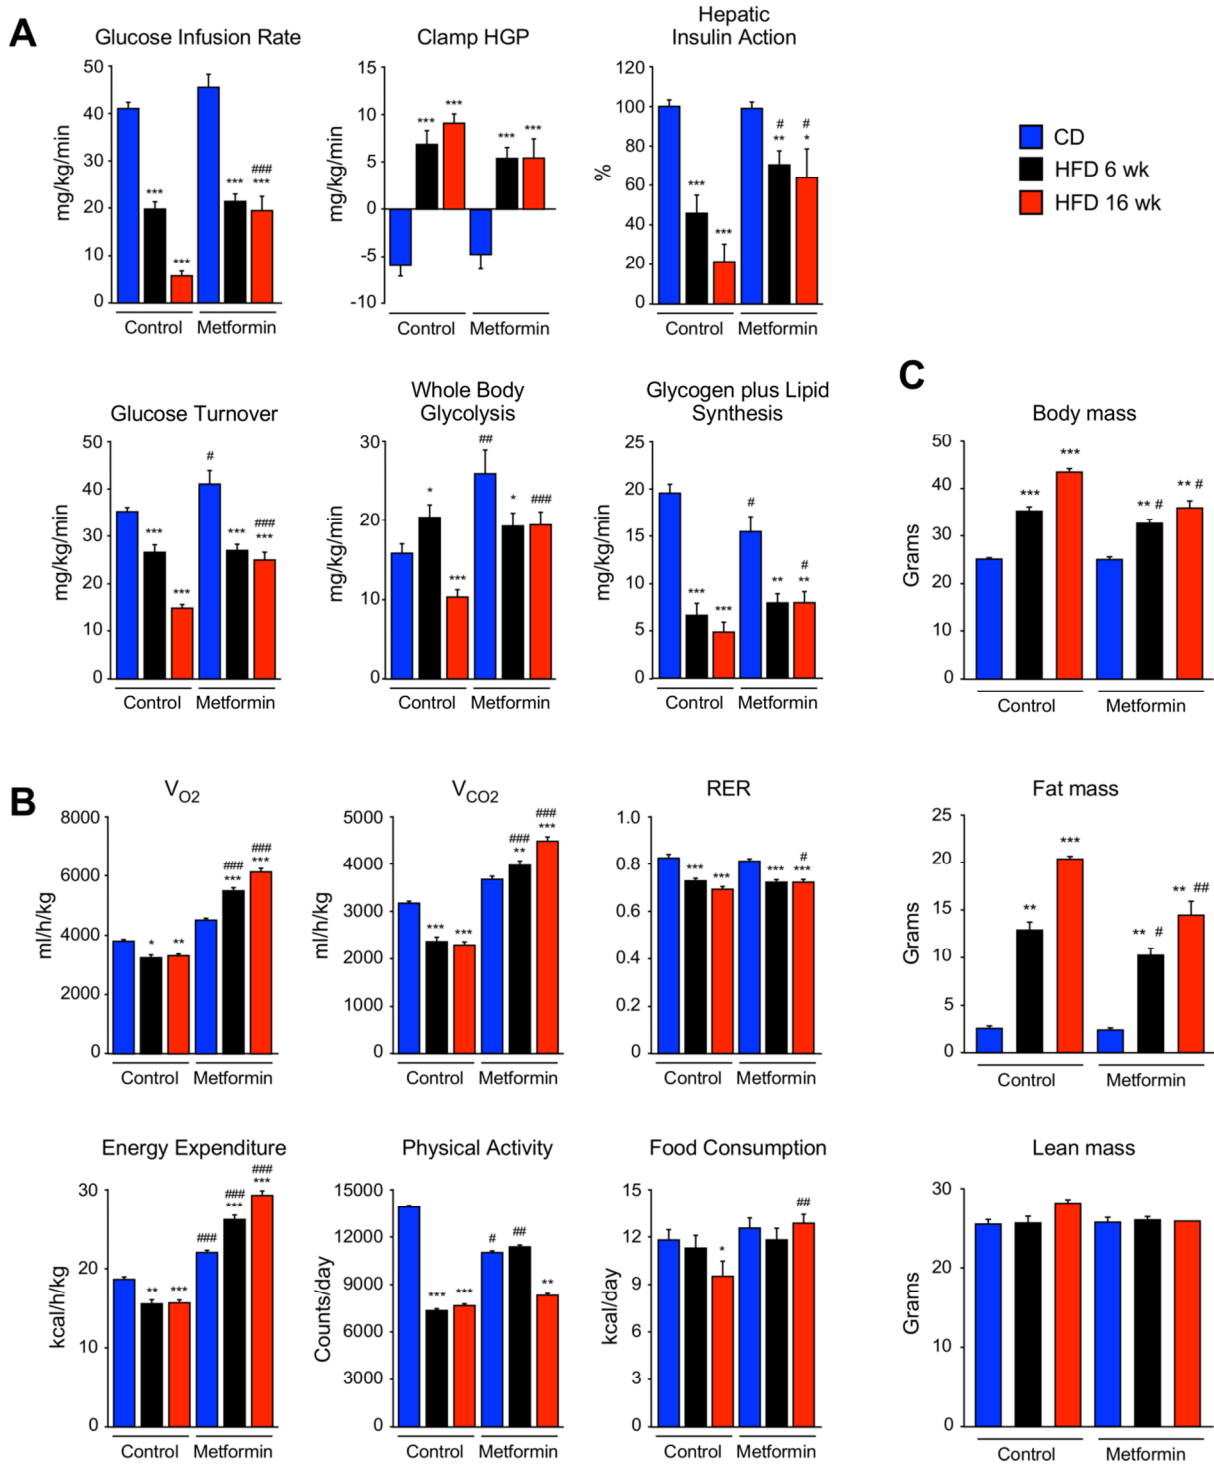 A
Glucose Infusion Rate
mg/kg/min
50
40
30
20
10
0
***
***
***
###
***
Control
Metformin
Clamp HGP
mg/kg/min
15
10
5
0
-5
-10
***
***
***
***
Control
Metformin
Hepatic
Insulin Action
%
120
100
80
60
40
20
0
***
***
#
**
#
*
Control
Metformin
CD
HFD 6 wk
HFD 16 wk
Glucose Turnover
mg/kg/min
50
40
30
20
10
0
***
***
#
***
###
***
Control
Metformin
Whole Body
Glycolysis
mg/kg/min
30
20
10
0
*
***
##
*
###
Control
Metformin
Glycogen plus Lipid
Synthesis
mg/kg/min
25
20
15
10
5
0
***
***
#
**
#
**
Control
Metformin
C
Body mass
Grams
50
40
30
20
10
0
***
***
** #
** #
Control
Metformin
B
VO2
ml/h/kg
8000
6000
4000
2000
0
*
**
###
***
###
***
Control
Metformin
VCO2
ml/h/kg
5000
4000
3000
2000
1000
0
***
***
###
**
###
***
Control
Metformin
RER
1.0
0.8
0.6
0.4
0.2
0
***
***
***
#
***
Control
Metformin
Fat mass
Grams
25
20
15
10
5
0
**
***
** #
** ##
Control
Metformin
Energy Expenditure
kcal/h/kg
30
20
10
0
**
***
###
###
***
###
***
Control
Metformin
Physical Activity
Counts/day
15000
12000
9000
6000
3000
0
***
***
#
##
**
Control
Metformin
Food Consumption
kcal/day
15
12
9
6
3
0
*
##
Control
Metformin
Lean mass
Grams
30
20
10
0
Control
Metformin